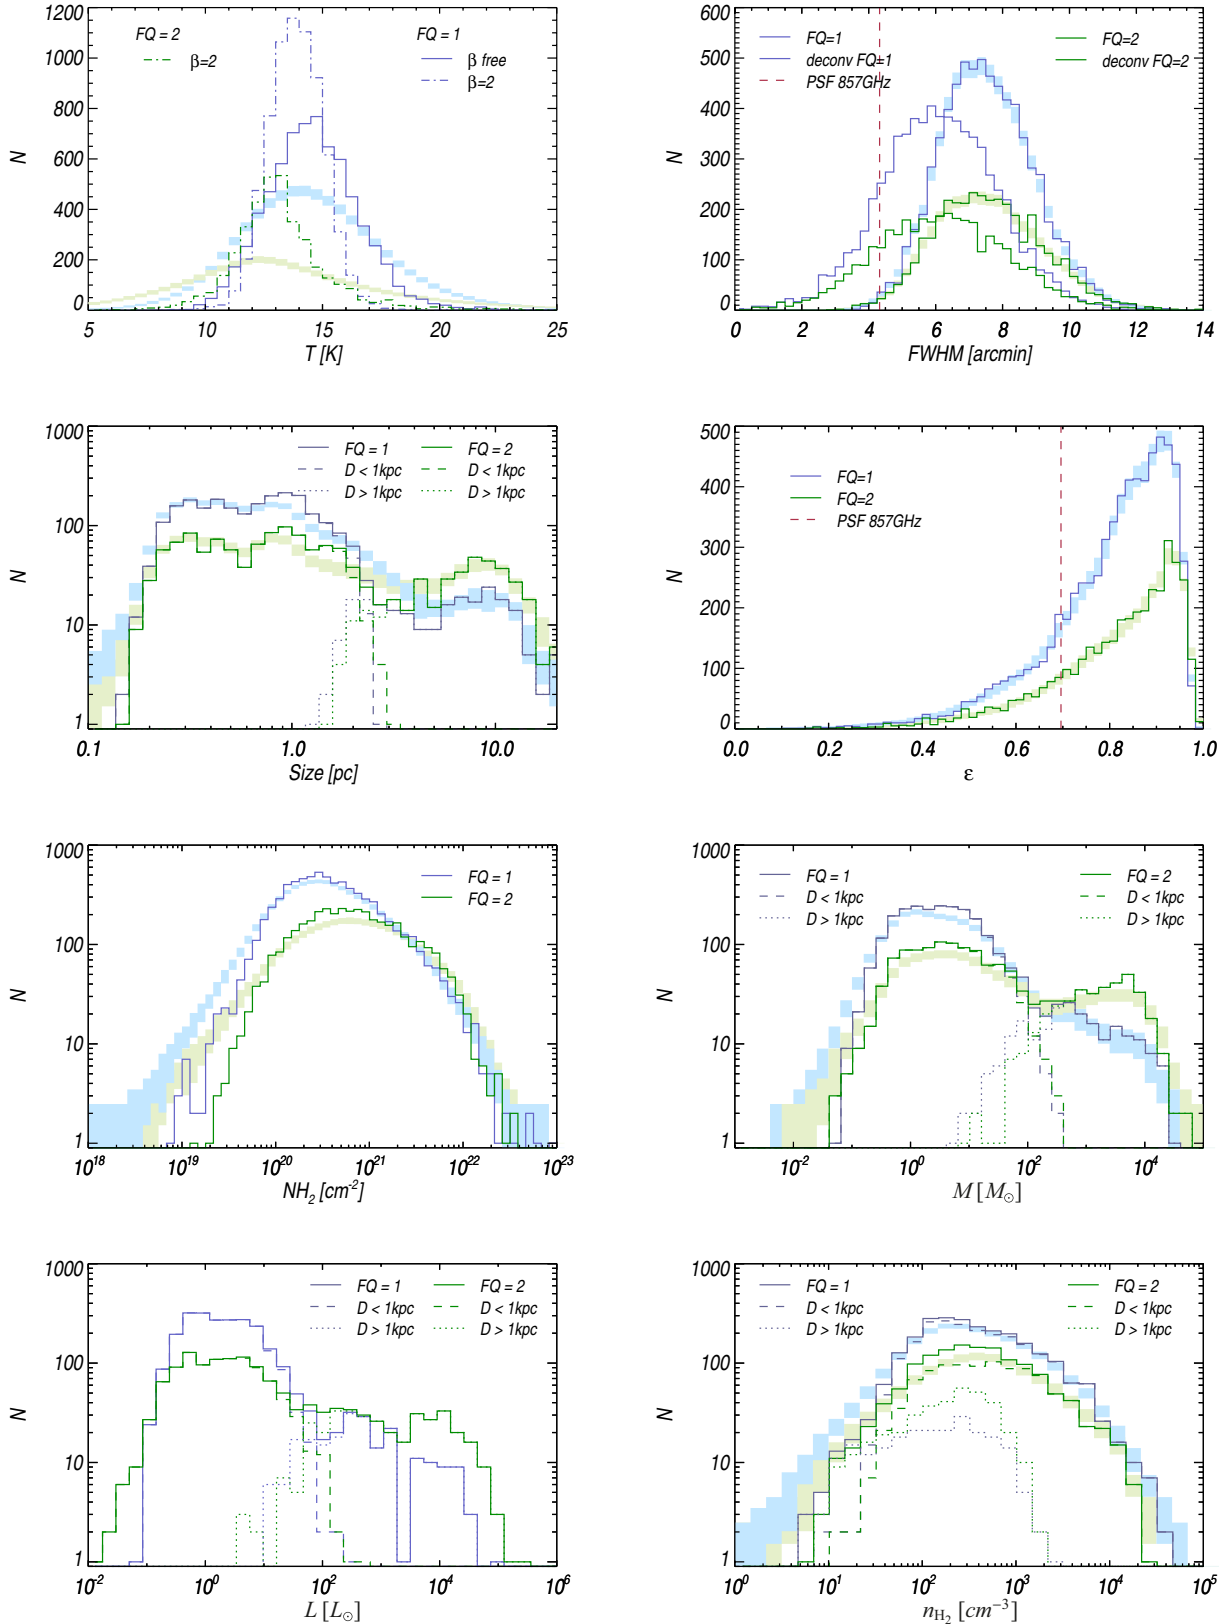 FQ = 2
β=2
FQ = 1
β free
β=2
N
1200
1000
800
600
400
200
0
5 10 15 20 25
T [K]
FQ=1
deconv FQ=1
PSF 857GHz
FQ=2
deconv FQ=2
N
600
500
400
300
200
100
0
0 2 4 6 8 10 12 14
FWHM [arcmin]
FQ = 1
D < 1kpc
D > 1kpc
FQ = 2
D < 1kpc
D > 1kpc
N
1000
100
10
1
0.1 1.0 10.0
Size [pc]
FQ=1
FQ=2
PSF 857GHz
N
500
400
300
200
100
0
0.0 0.2 0.4 0.6 0.8 1.0
ε
FQ = 1
FQ = 2
N
1000
100
10
1
10^18 10^19 10^20 10^21 10^22 10^23
NH₂ [cm⁻²]
FQ = 1
D < 1kpc
D > 1kpc
FQ = 2
D < 1kpc
D > 1kpc
N
1000
100
10
1
10^-2 10^0 10^2 10^4
M [M⊙]
FQ = 1
D < 1kpc
D > 1kpc
FQ = 2
D < 1kpc
D > 1kpc
N
1000
100
10
1
10^-2 10^0 10^2 10^4 10^6
L [L⊙]
FQ = 1
D < 1kpc
D > 1kpc
FQ = 2
D < 1kpc
D > 1kpc
N
1000
100
10
1
10^0 10^1 10^2 10^3 10^4 10^5
n_H₂ [cm⁻³]